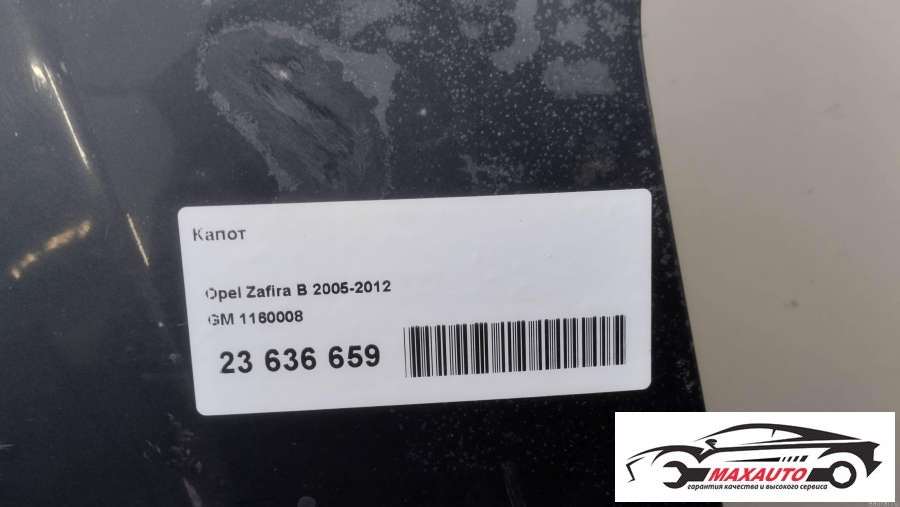 Капот
Opel Zafira B 2005-2012
GM 1160008
23 636 659
MAXAUTO
гарантия качества и высокого сервиса